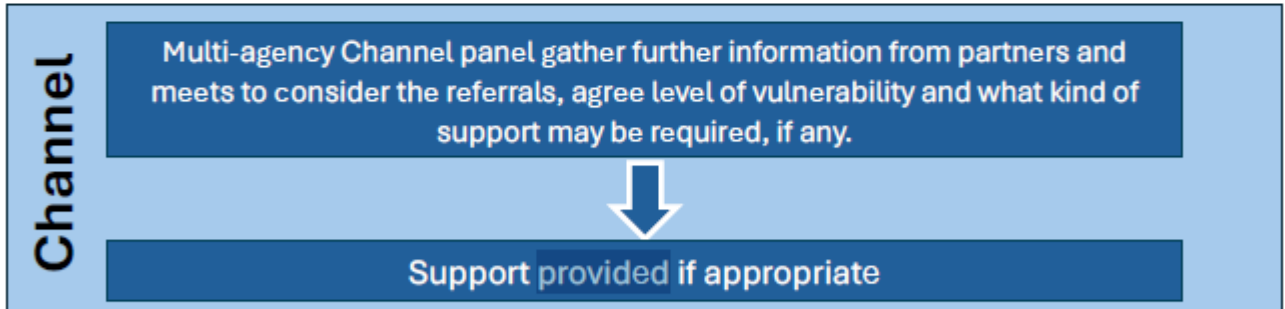 Channel
Multi-agency Channel panel gather further information from partners and
meets to consider the referrals, agree level of vulnerability and what kind of
support may be required, if any.
Support provided if appropriate